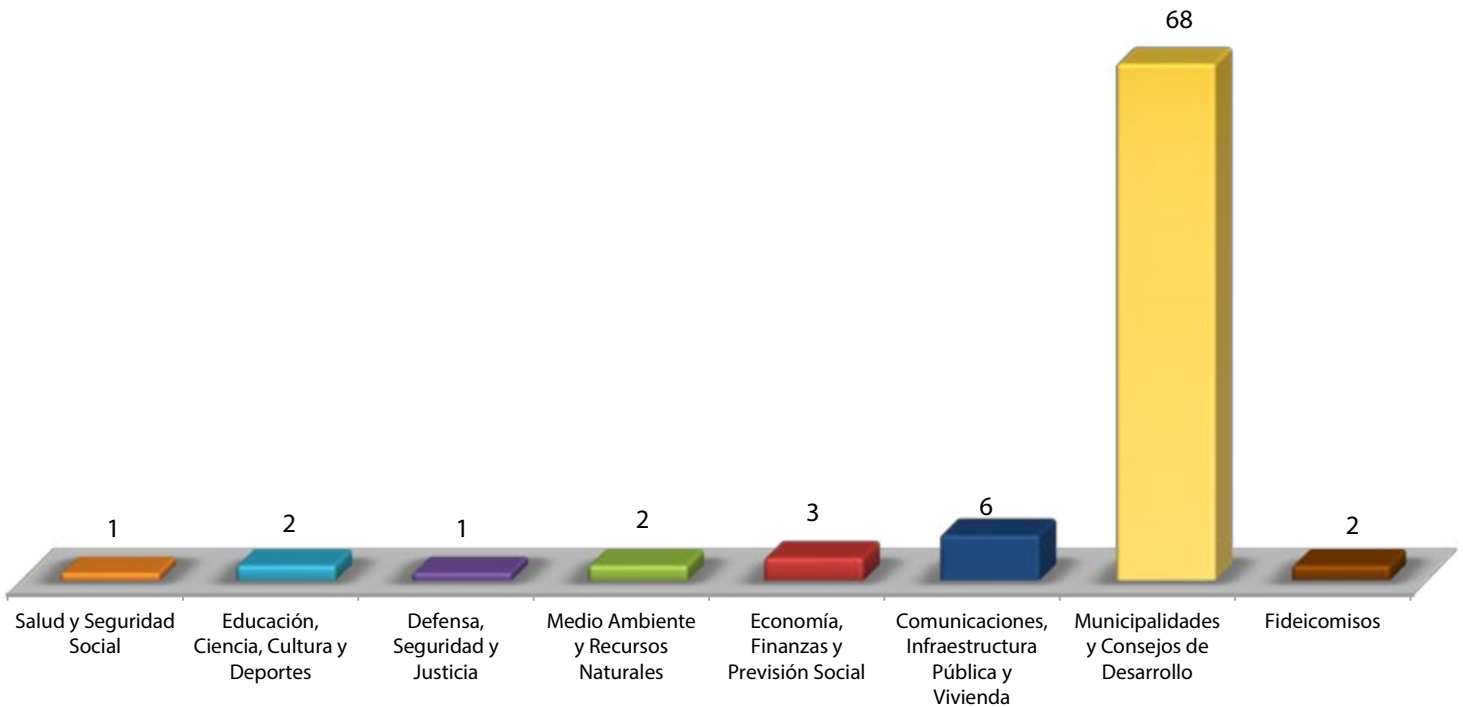 68
1
2
1
2
3
6
2
Salud y Seguridad
Social
Educación,
Ciencia, Cultura y
Deportes
Defensa,
Seguridad y
Justicia
Medio Ambiente
y Recursos
Naturales
Economía,
Finanzas y
Previsión Social
Comunicaciones,
Infraestructura
Pública y
Vivienda
Municipalidades
y Consejos de
Desarrollo
Fideicomisos